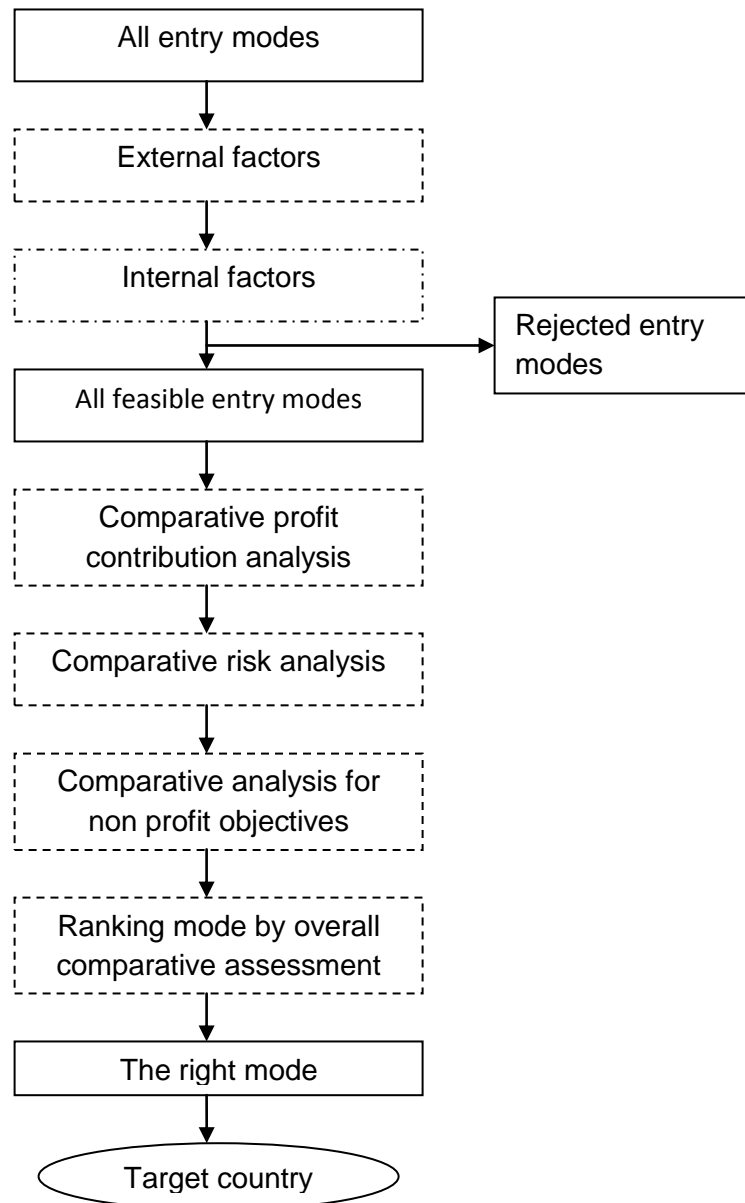 All entry modes
External factors
Internal factors
Rejected entry
modes
All feasible entry modes
Comparative profit
contribution analysis
Comparative risk analysis
Comparative analysis for
non profit objectives
Ranking mode by overall
comparative assessment
The right mode
Target country